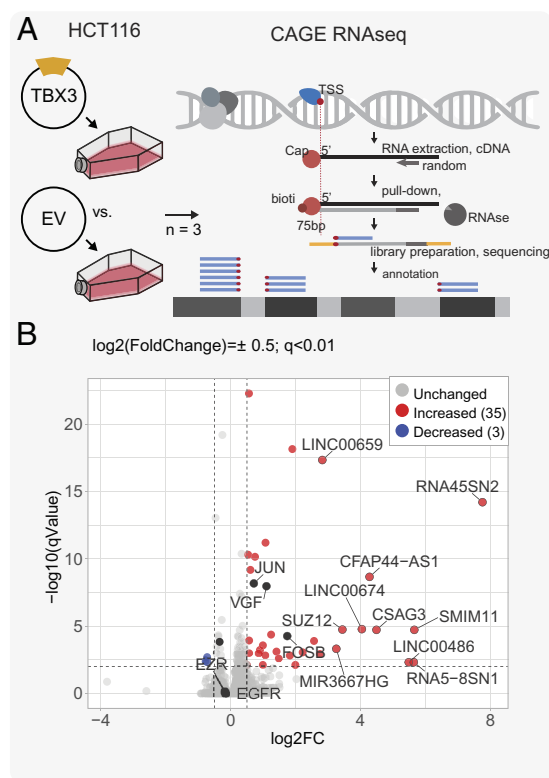 A
HCT116
CAGE RNAseq
TBX3
TSS
Cap
5'
RNA extraction, cDNA
random
EV
vs.
n = 3
bioti
5'
pull-down,
RNAse
75bp
library preparation, sequencing
annotation
B
log2(FoldChange)=± 0.5; q<0.01
Unchanged
Increased (35)
Decreased (3)
LINC00659
RNA45SN2
JUN
VGF
CFAP44−AS1
LINC00674
SUZ12
CSAG3
SMIM11
FOSB
LINC00486
EZR
EGFR
MIR3667HG
RNA5-8SN1
20
15
10
5
0
−log10(qValue)
−4
0
4
8
log2FC